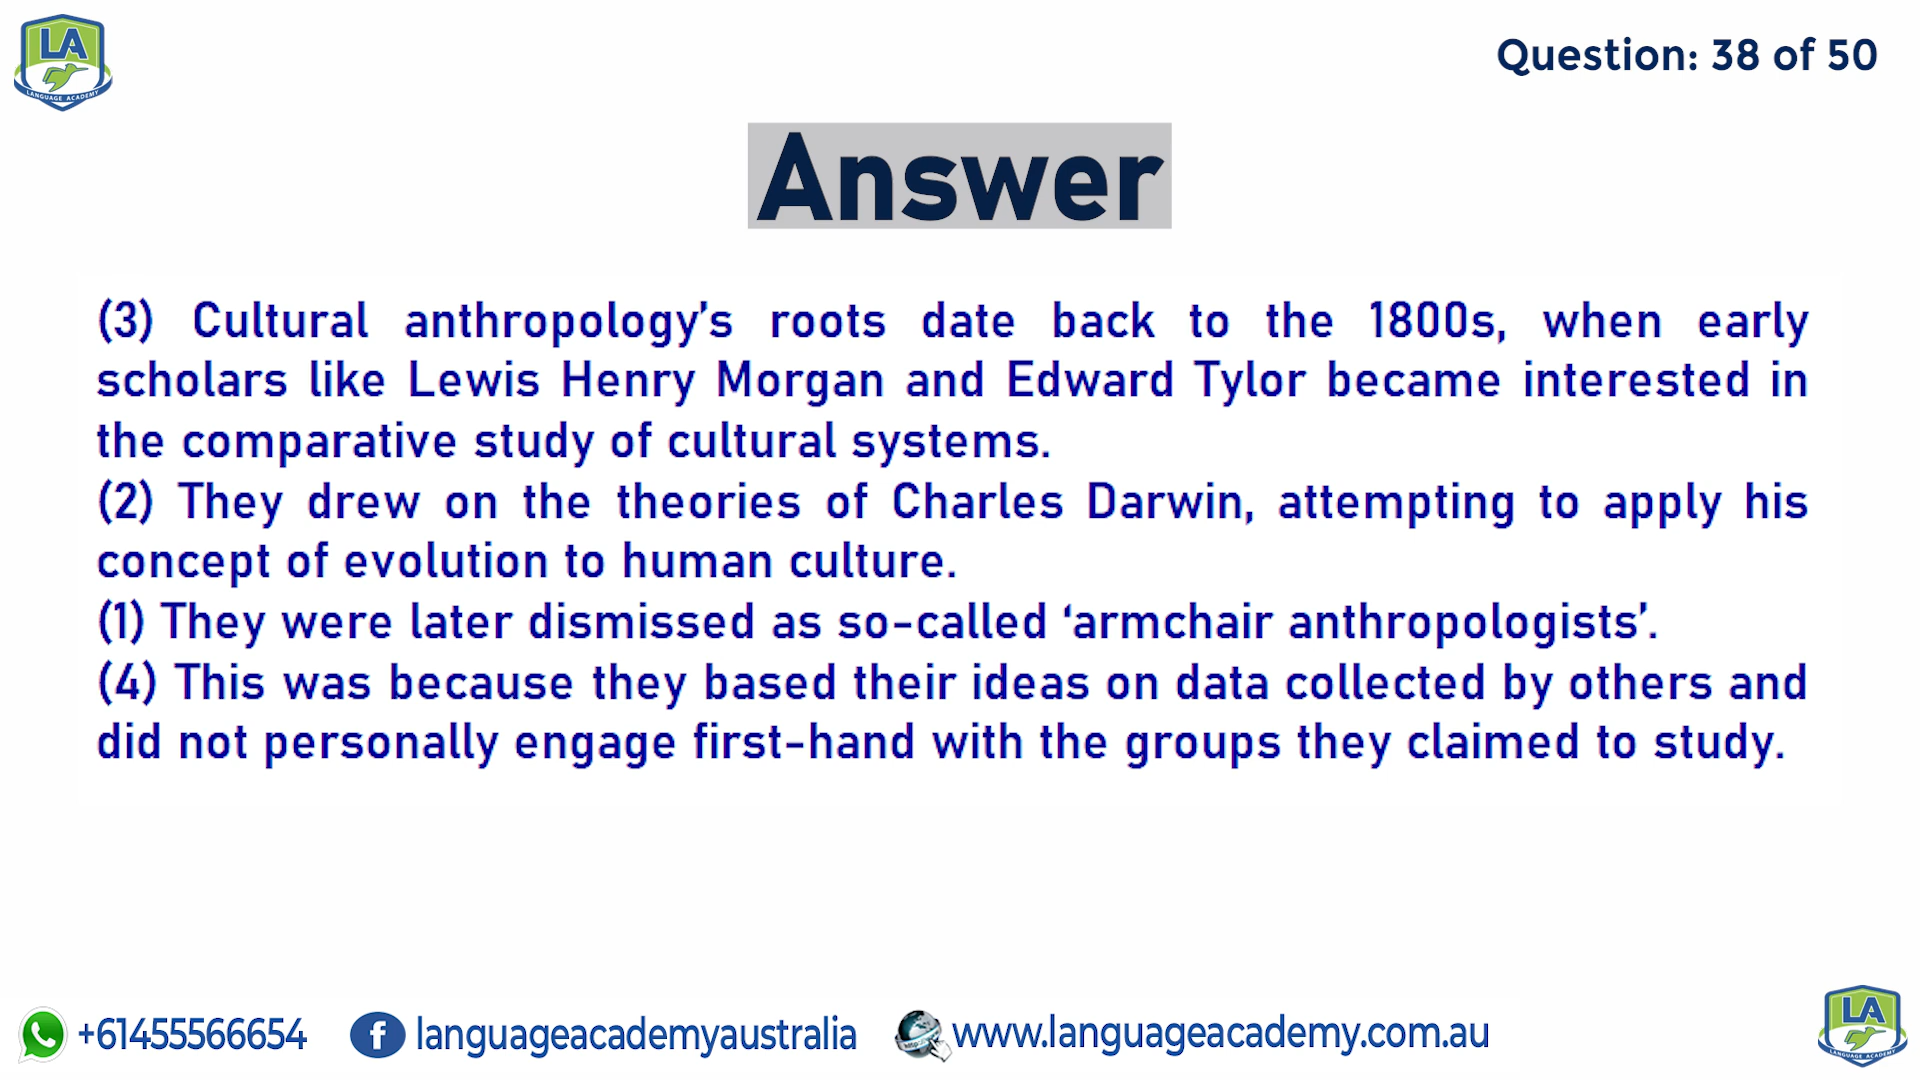 LA
LANGUAGE ACADEMY
Question: 38 of 50
Answer
(3) Cultural anthropology’s roots date back to the 1800s, when early
scholars like Lewis Henry Morgan and Edward Tylor became interested in
the comparative study of cultural systems.
(2) They drew on the theories of Charles Darwin, attempting to apply his
concept of evolution to human culture.
(1) They were later dismissed as so-called ‘armchair anthropologists’.
(4) This was because they based their ideas on data collected by others and
did not personally engage first-hand with the groups they claimed to study.
+61455566654 f languageacademyaustralia www.languageacademy.com.au
LA
LANGUAGE ACADEMY